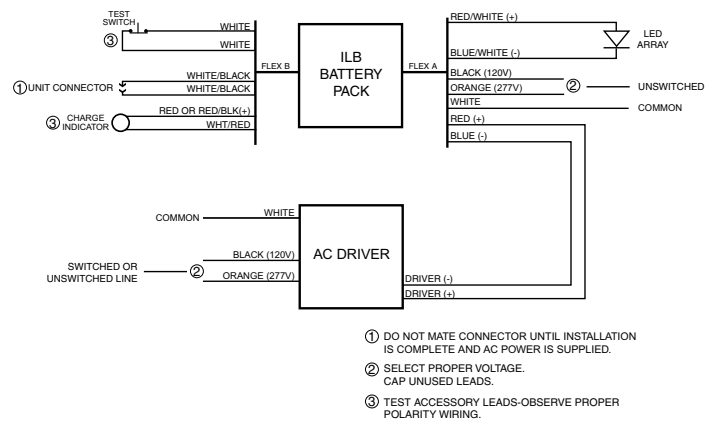 TEST
SWITCH
③
WHITE
WHITE
① UNIT CONNECTOR
WHITE/BLACK
WHITE/BLACK
③ CHARGE
INDICATOR
RED OR RED/BLK(+)
WHT/RED
FLEX B
ILB
BATTERY
PACK
FLEX A
RED/WHITE (+)
BLUE/WHITE (-)
LED
ARRAY
BLACK (120V)
ORANGE (277V)
② UNSWITCHED
WHITE
COMMON
RED (+)
BLUE (-)
COMMON
WHITE
BLACK (120V)
SWITCHED OR
UNSWITCHED LINE
②
ORANGE (277V)
AC DRIVER
DRIVER (-)
DRIVER (+)
① DO NOT MATE CONNECTOR UNTIL INSTALLATION
IS COMPLETE AND AC POWER IS SUPPLIED.
② SELECT PROPER VOLTAGE.
CAP UNUSED LEADS.
③ TEST ACCESSORY LEADS-OBSERVE PROPER
POLARITY WIRING.